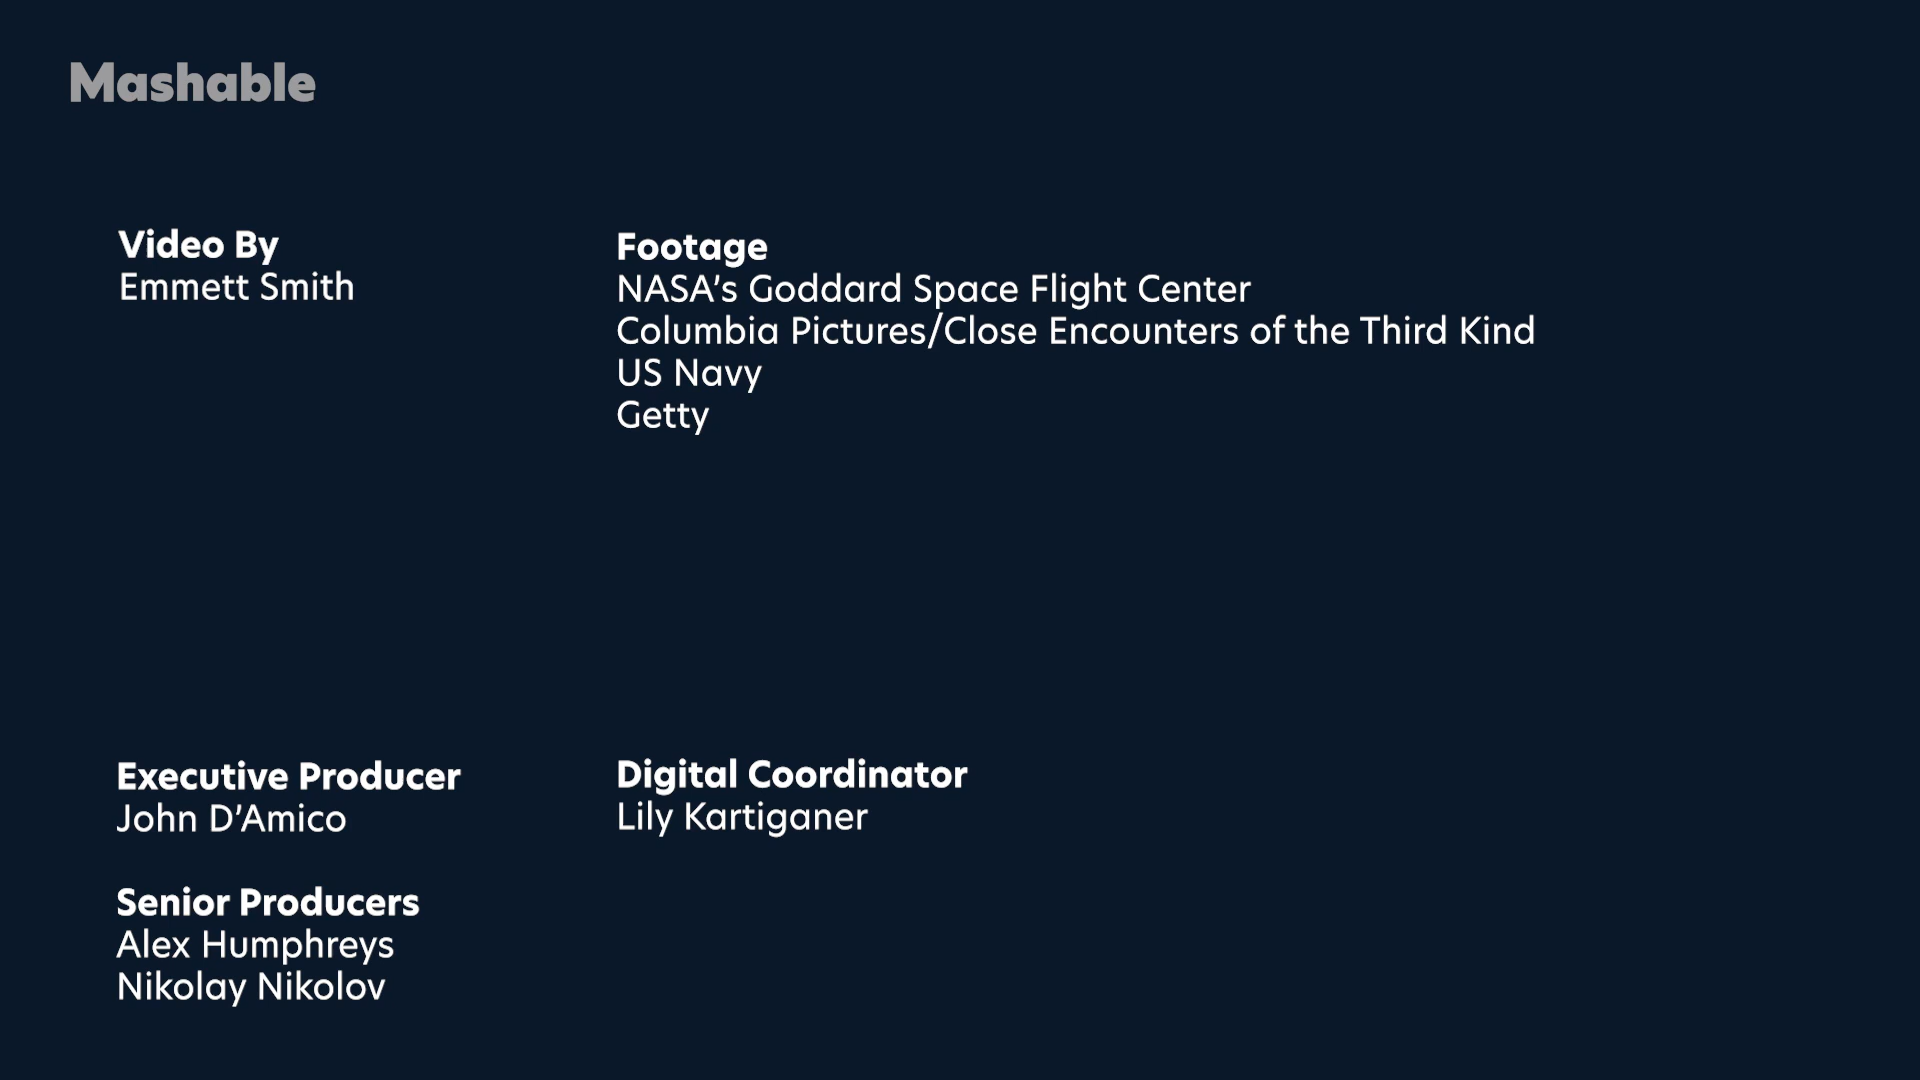 Mashable
Video By
Emmett Smith
Footage
NASA's Goddard Space Flight Center
Columbia Pictures/Close Encounters of the Third Kind
US Navy
Getty
Executive Producer
John D'Amico
Senior Producers
Alex Humphreys
Nikolay Nikolov
Digital Coordinator
Lily Kartiganer